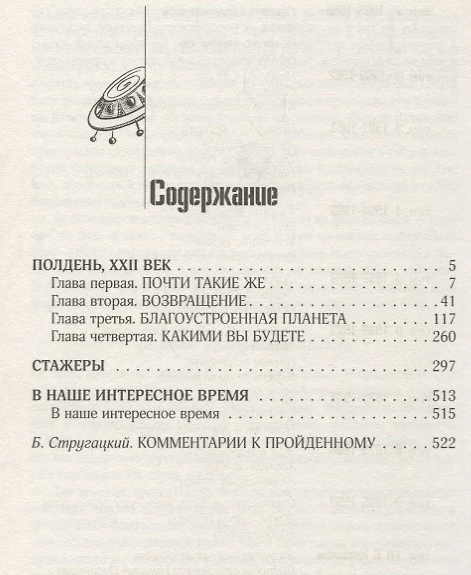 Содержание
ПОЛДЕНЬ, XXII ВЕК . . . . . . . . . . . . . . . . . . . . . . . . . . . . . 5
Глава первая. ПОЧТИ ТАКИЕ ЖЕ . . . . . . . . . . . . . . . . . . 7
Глава вторая. ВОЗВРАЩЕНИЕ . . . . . . . . . . . . . . . . . . . . 41
Глава третья. БЛАГОУСТРОЕННАЯ ПЛАНЕТА . . . . . . . . . 117
Глава четвертая. КАКИМИ ВЫ БУДЕТЕ . . . . . . . . . . . . . 260
СТАЖЕРЫ . . . . . . . . . . . . . . . . . . . . . . . . . . . . . . . . . 297
В НАШЕ ИНТЕРЕСНОЕ ВРЕМЯ . . . . . . . . . . . . . . . . . . . 513
В наше интересное время . . . . . . . . . . . . . . . . . . . . . . 515
Б. Стругацкий. КОММЕНТАРИИ К ПРОЙДЕННОМУ . . . . . 522